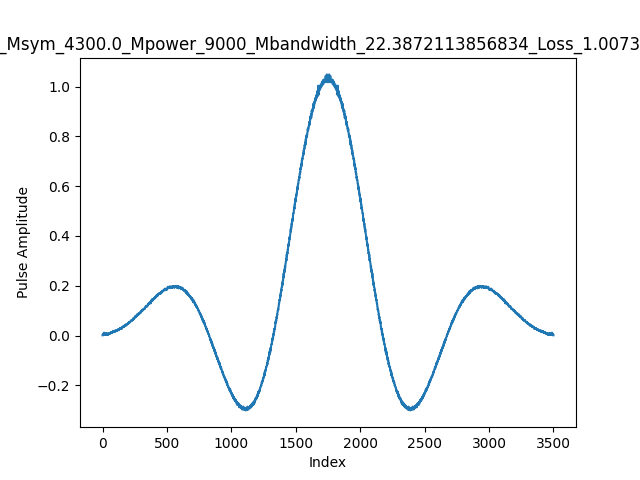 _Msym_4300.0_Mpower_9000_Mbandwidth_22.3872113856834_Loss_1.0073
1.0
0.8
0.6
0.4
0.2
0.0
−0.2
Pulse Amplitude
0 500 1000 1500 2000 2500 3000 3500
Index